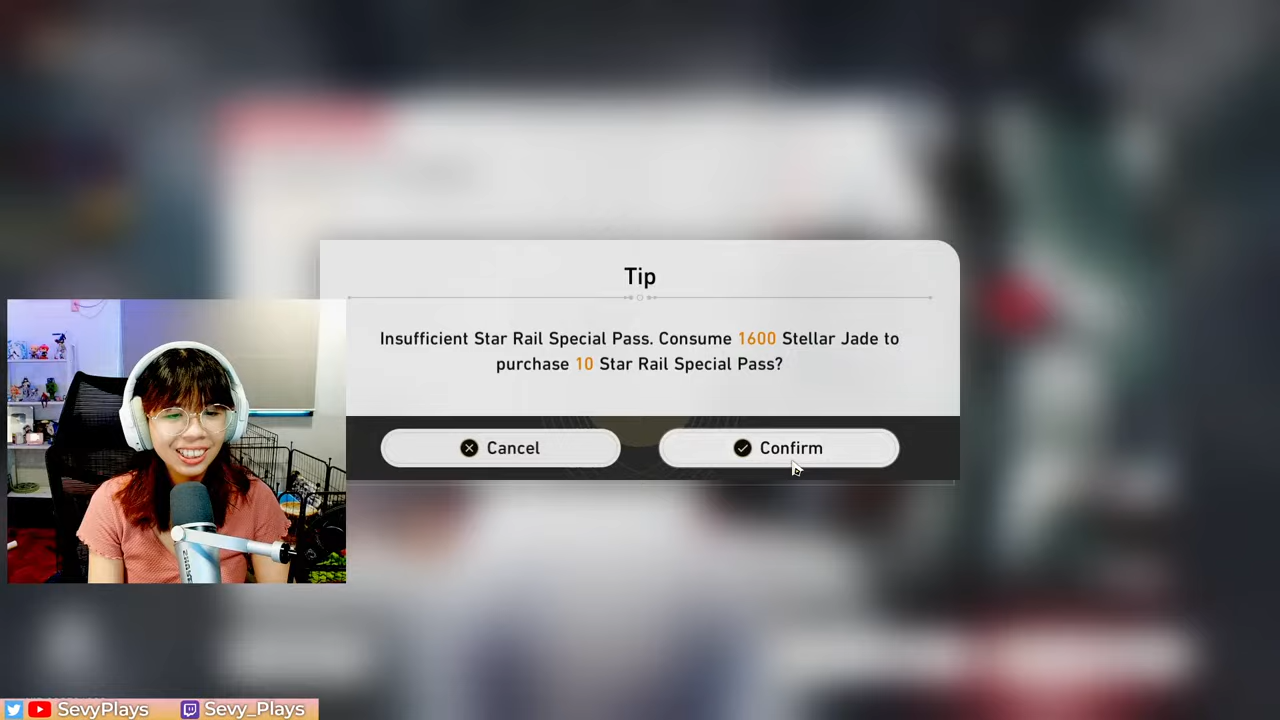 Tip
Insufficient Star Rail Special Pass. Consume 1600 Stellar Jade to
purchase 10 Star Rail Special Pass?
Cancel
Confirm
SevyPlays
Sevy_Plays